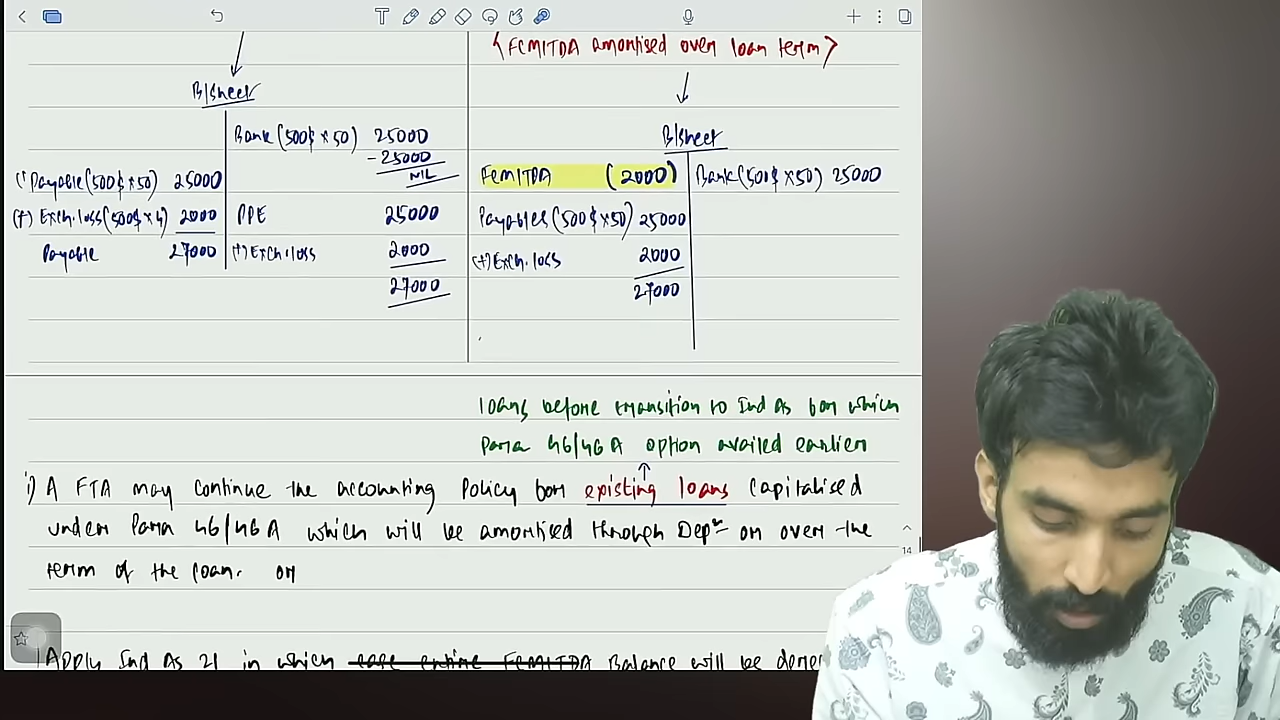 {FCMITDA amortised over loan term}
B/Sheet
Bank (500$ x 50) 25000
- 25000
NIL
(-) Payable (500$ x 50) 25000
(+) Exch. loss (500$ x 4) 2000
PPE 25000
Payable 27000
(+) Exch. loss 2000
27000
B/Sheet
FCMITDA (2000)
Bank (500$ x 50) 25000
Payables (500$ x 50) 25000
(+) Exch. loss 2000
27000
loans before transition to Ind As for which
Para 46/46 A option availed earlier
i) A FTA may continue the accounting policy for existing loans capitalised
under Para 46/46A which will be amortised through Depn or over the
14
term of the loan. or
Apply Ind As 21 in which case entire FCMITDA Balance will be